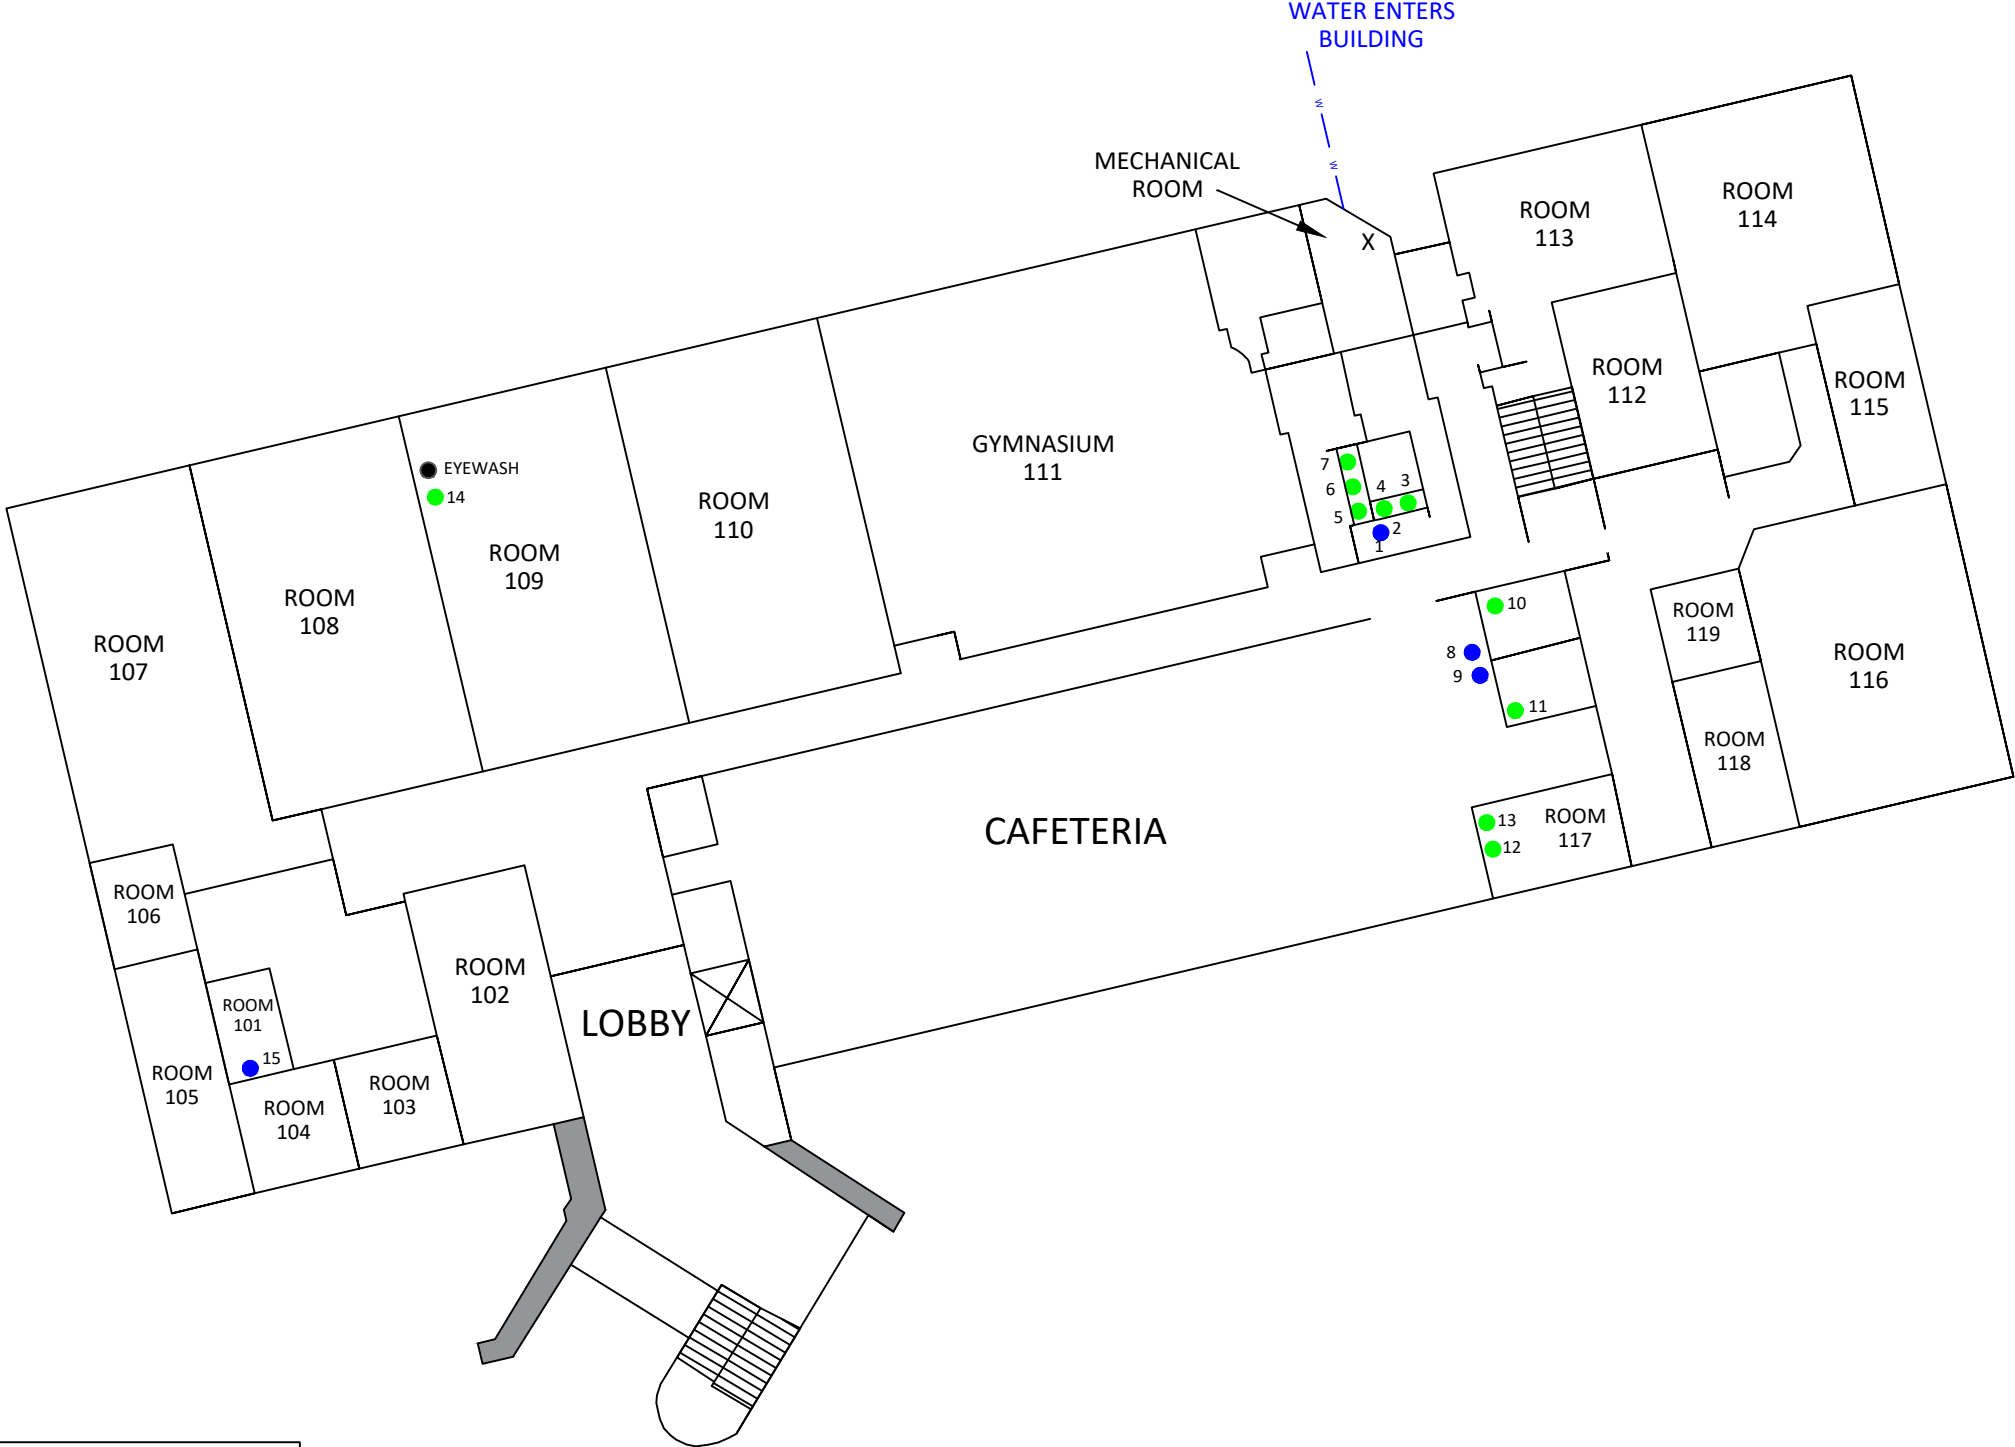 WATER ENTERS
BUILDING
W
W
MECHANICAL
ROOM
X
ROOM
113
ROOM
114
ROOM
112
ROOM
115
GYMNASIUM
111
7
6
5
4
3
2
1
EYEWASH
14
ROOM
110
ROOM
109
ROOM
108
ROOM
107
10
8
9
11
ROOM
119
ROOM
116
ROOM
118
13
12
ROOM
117
CAFETERIA
ROOM
106
ROOM
102
ROOM
101
15
LOBBY
ROOM
105
ROOM
104
ROOM
103